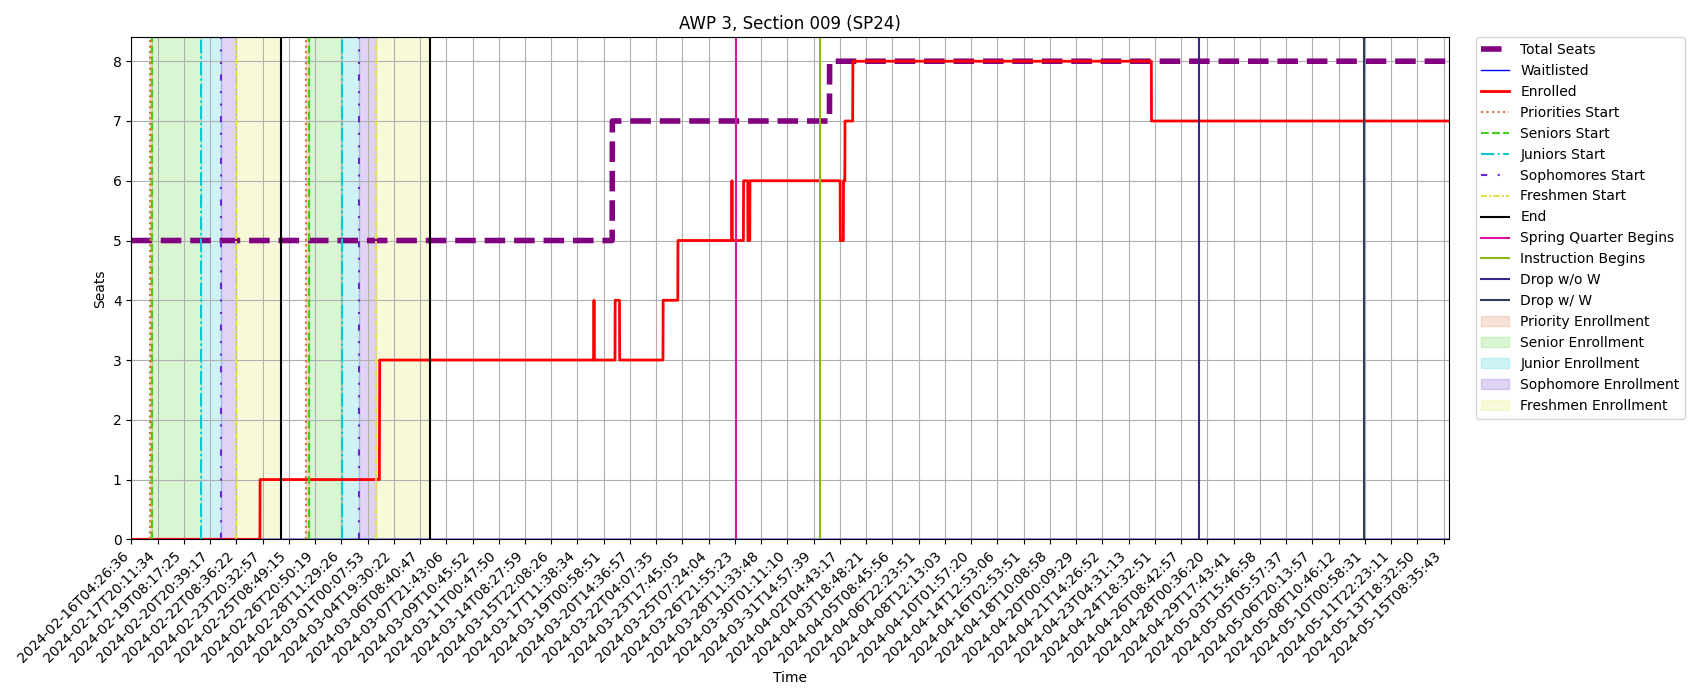 AWP 3, Section 009 (SP24)
Seats
8
7
6
5
4
3
2
1
0
2024-02-16T04:26:36
2024-02-17T20:11:34
2024-02-19T08:17:25
2024-02-20T20:39:17
2024-02-22T08:36:22
2024-02-23T20:32:57
2024-02-25T08:49:15
2024-02-26T20:50:19
2024-02-28T11:29:26
2024-03-01T00:07:53
2024-03-04T19:30:22
2024-03-06T08:40:47
2024-03-07T21:43:06
2024-03-09T10:45:52
2024-03-11T00:47:50
2024-03-14T08:27:59
2024-03-15T22:08:26
2024-03-17T11:38:34
2024-03-19T00:58:51
2024-03-20T14:36:57
2024-03-22T04:07:35
2024-03-23T17:45:05
2024-03-25T07:24:04
2024-03-26T21:55:23
2024-03-28T11:33:48
2024-03-30T01:11:10
2024-03-31T14:57:39
2024-04-02T04:43:17
2024-04-03T18:48:21
2024-04-05T08:45:56
2024-04-06T22:23:51
2024-04-08T12:13:03
2024-04-10T01:57:20
2024-04-14T12:53:06
2024-04-16T02:53:51
2024-04-18T10:08:58
2024-04-20T00:09:29
2024-04-21T14:26:52
2024-04-23T04:31:13
2024-04-24T18:32:51
2024-04-26T08:42:57
2024-04-28T00:36:20
2024-04-29T17:43:41
2024-05-03T15:46:58
2024-05-05T05:57:37
2024-05-06T20:13:57
2024-05-08T10:46:12
2024-05-10T00:58:31
2024-05-11T22:23:11
2024-05-13T18:32:50
2024-05-15T08:35:43
Time
Total Seats
Waitlisted
Enrolled
Priorities Start
Seniors Start
Juniors Start
Sophomores Start
Freshmen Start
End
Spring Quarter Begins
Instruction Begins
Drop w/o W
Drop w/ W
Priority Enrollment
Senior Enrollment
Junior Enrollment
Sophomore Enrollment
Freshmen Enrollment